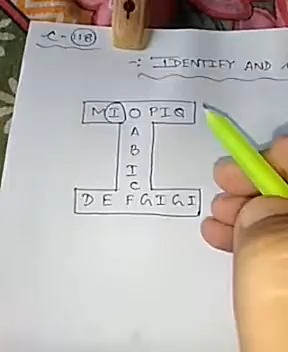 C-118
-: IDENTIFY AND
MIOPIQ
A
B
I
C
DEFGIGI